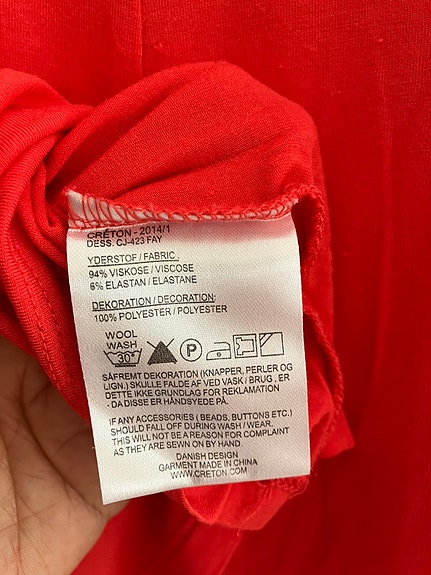 CRÉTON - 2014/1
DESS. CJ-423 FAY
YDERSTOF / FABRIC.
94% VISKOSE / VISCOSE
6% ELASTAN / ELASTANE
DEKORATION / DECORATION:
100% POLYESTER / POLYESTER
WOOL
WASH
30°
P
SÅFREMT DEKORATION (KNAPPER, PERLER OG
LIGN.) SKULLE FALDE AF VED VASK / BRUG , ER
DETTE IKKE GRUNDLAG FOR REKLAMATION
- DA DISSE ER HÅNDSYEDE PÅ.
IF ANY ACCESSORIES ( BEADS, BUTTONS ETC.)
SHOULD FALL OFF DURING WASH / WEAR.
THIS WILL NOT BE A REASON FOR COMPLAINT
AS THEY ARE SEWN ON BY HAND.
DANISH DESIGN
GARMENT MADE IN CHINA
WWW.CRETON.COM